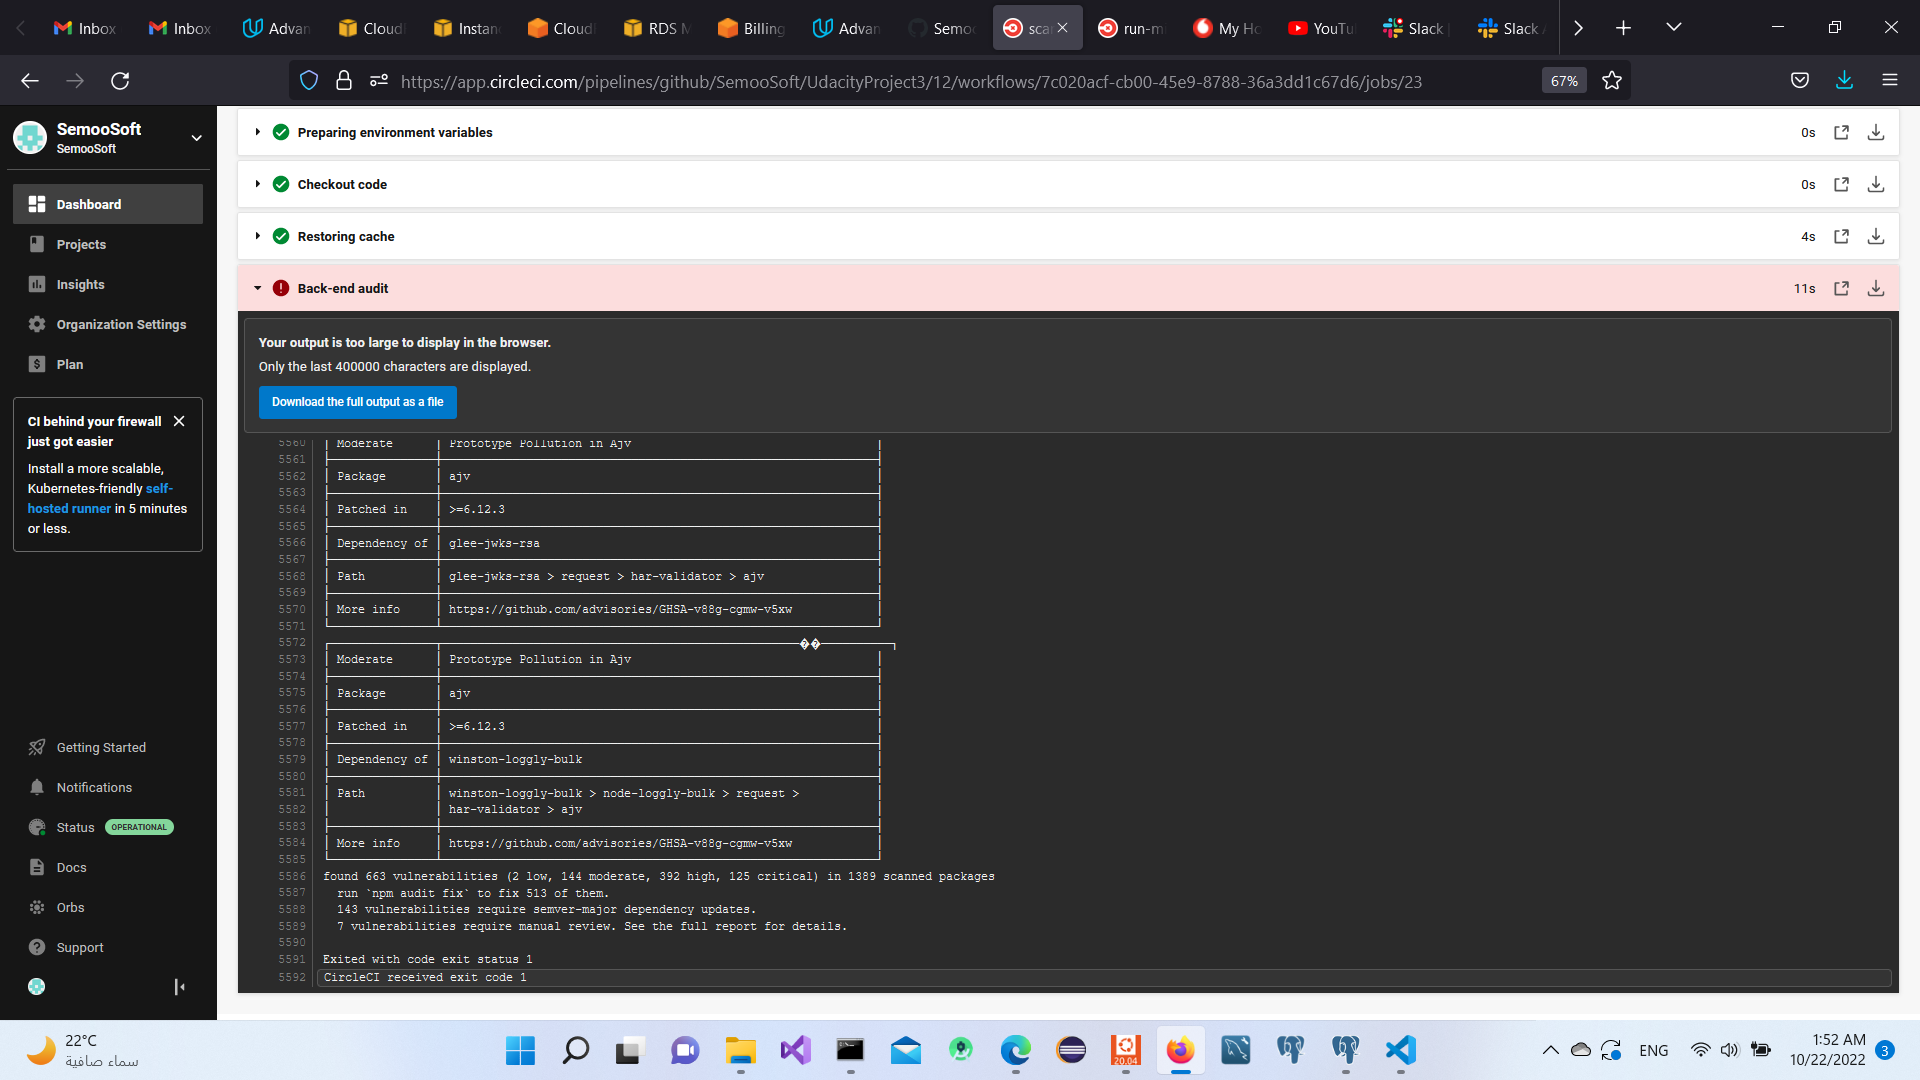 Inbox
Inbox
Advan
Cloud
Instan
Cloud
RDS M
Billing
Advan
Semoo
scan
run-m
My Ho
YouTu
Slack
Slack
https://app.circleci.com/pipelines/github/SemooSoft/UdacityProject3/12/workflows/7c020acf-cb00-45e9-8788-36a3dd1c67d6/jobs/23
67%
SemooSoft
SemooSoft
Dashboard
Projects
Insights
Organization Settings
Plan
CI behind your firewall
just got easier
Install a more scalable,
Kubernetes-friendly self-
hosted runner in 5 minutes
or less.
Getting Started
Notifications
Status OPERATIONAL
Docs
Orbs
Support
Preparing environment variables 0s
Checkout code 0s
Restoring cache 4s
Back-end audit 11s
Your output is too large to display in the browser.
Only the last 400000 characters are displayed.
Download the full output as a file
5560 Moderate Prototype Pollution in Ajv
5561
5562 Package ajv
5563
5564 Patched in >=6.12.3
5565
5566 Dependency of glee-jwks-rsa
5567
5568 Path glee-jwks-rsa > request > har-validator > ajv
5569
5570 More info https://github.com/advisories/GHSA-v88g-cgmw-v5xw
5571
5572 ��
5573 Moderate Prototype Pollution in Ajv
5574
5575 Package ajv
5576
5577 Patched in >=6.12.3
5578
5579 Dependency of winston-loggly-bulk
5580
5581 Path winston-loggly-bulk > node-loggly-bulk > request >
5582 har-validator > ajv
5583
5584 More info https://github.com/advisories/GHSA-v88g-cgmw-v5xw
5585
5586 found 663 vulnerabilities (2 low, 144 moderate, 392 high, 125 critical) in 1389 scanned packages
5587 run `npm audit fix` to fix 513 of them.
5588 143 vulnerabilities require semver-major dependency updates.
5589 7 vulnerabilities require manual review. See the full report for details.
5590
5591 Exited with code exit status 1
5592 CircleCI received exit code 1
22°C
سماء صافية
20.04
ENG
1:52 AM
10/22/2022
3